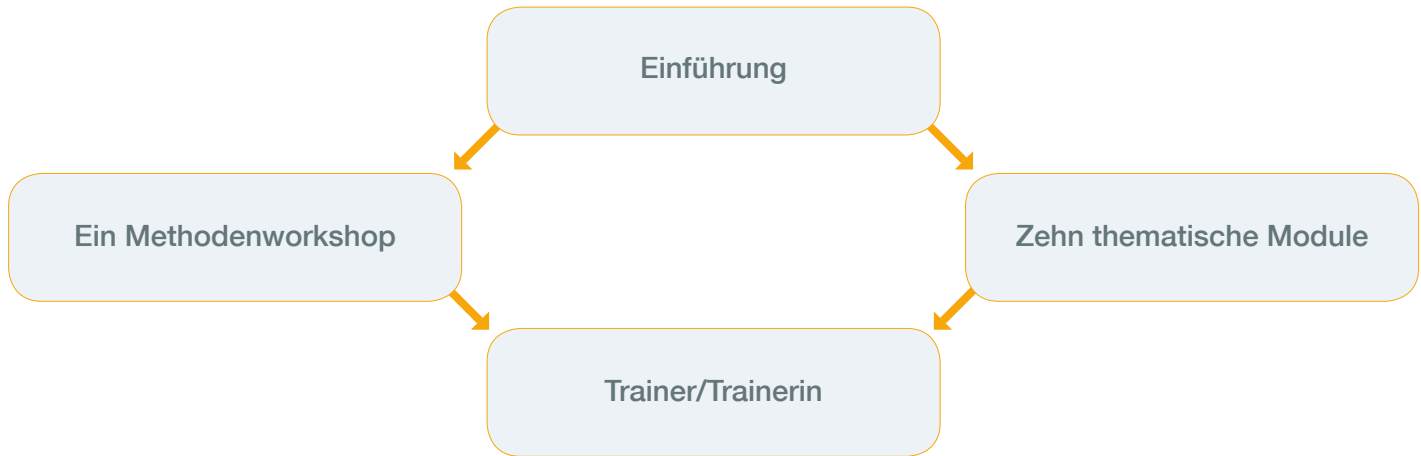 Einführung
Ein Methodenworkshop
Zehn thematische Module
Trainer/Trainerin